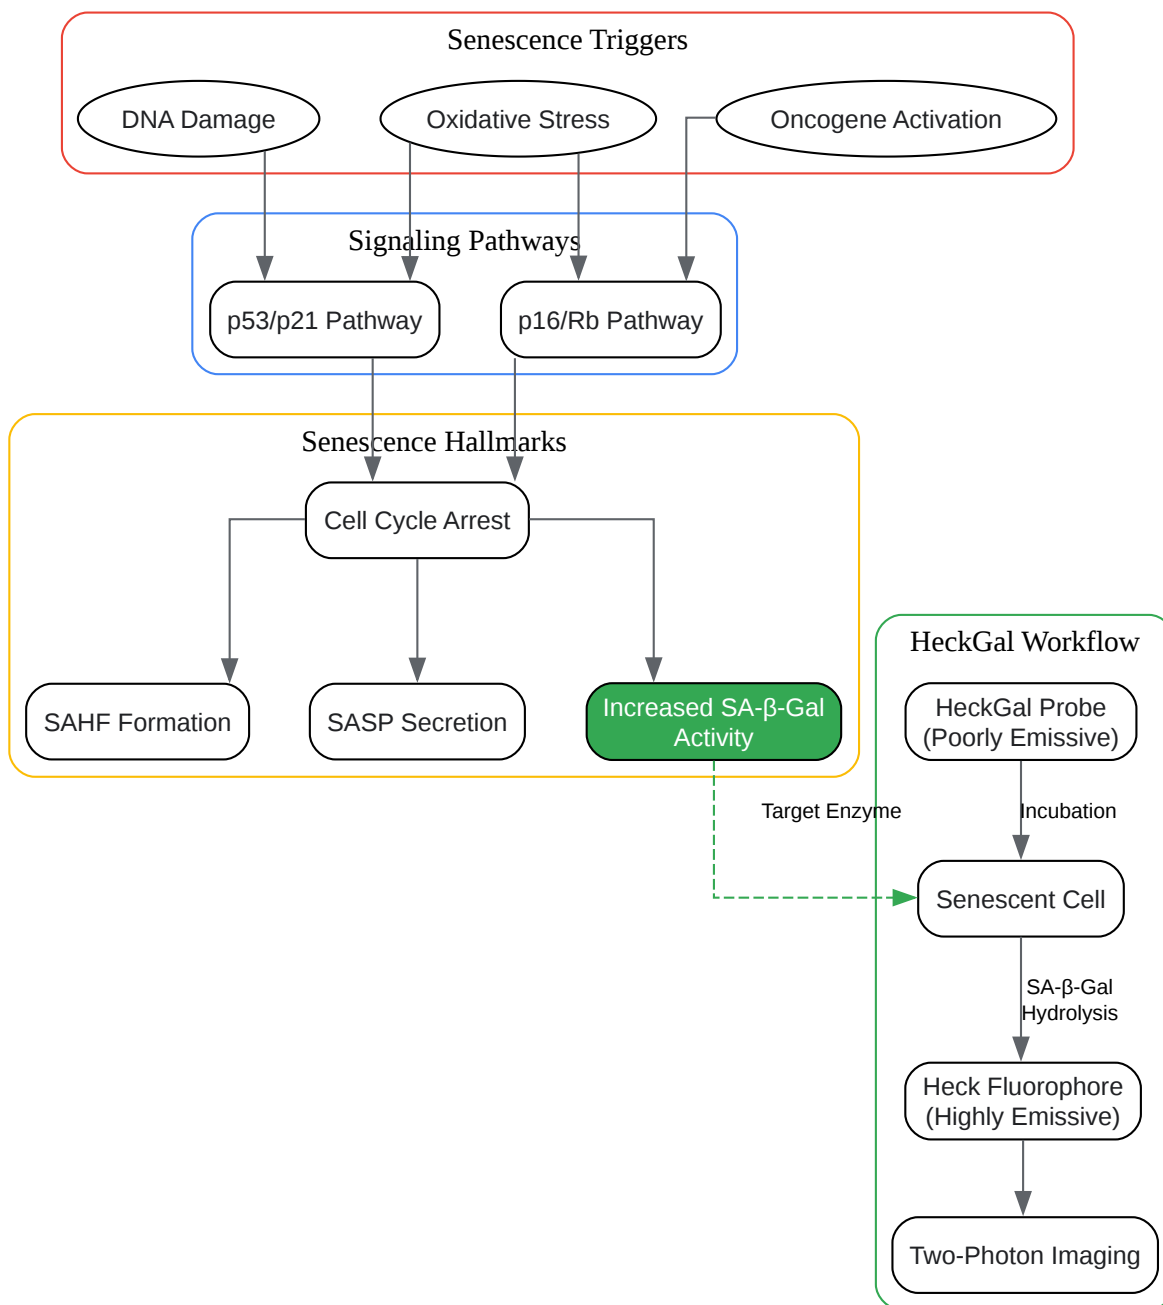 Senescence Triggers
DNA Damage
Oxidative Stress
Oncogene Activation
Signaling Pathways
p53/p21 Pathway
p16/Rb Pathway
Senescence Hallmarks
Cell Cycle Arrest
SAHF Formation
SASP Secretion
Increased SA-β-Gal
Activity
HeckGal Workflow
HeckGal Probe
(Poorly Emissive)
Target Enzyme
Incubation
Senescent Cell
SA-β-Gal
Hydrolysis
Heck Fluorophore
(Highly Emissive)
Two-Photon Imaging